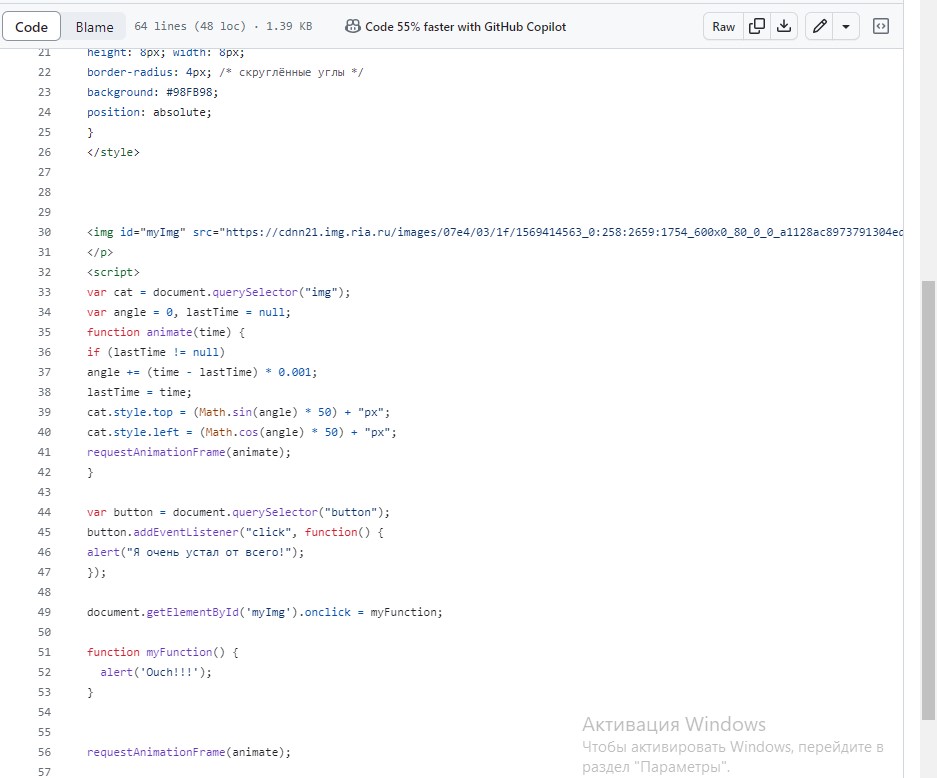 Code Blame 64 lines (48 loc) · 1.39 KB Code 55% faster with GitHub Copilot Raw
21 height: 8px; width: 8px;
22 border-radius: 4px; /* скруглённые углы */
23 background: #98FB98;
24 position: absolute;
25 }
26 </style>
27
28
29
30 <img id="myImg" src="https://cdnn21.img.ria.ru/images/07e4/03/1f/1569414563_0:258:2659:1754_600x0_80_0_0_a1128ac8973791304ed
31 </p>
32 <script>
33 var cat = document.querySelector("img");
34 var angle = 0, lastTime = null;
35 function animate(time) {
36 if (lastTime != null)
37 angle += (time - lastTime) * 0.001;
38 lastTime = time;
39 cat.style.top = (Math.sin(angle) * 50) + "px";
40 cat.style.left = (Math.cos(angle) * 50) + "px";
41 requestAnimationFrame(animate);
42 }
43
44 var button = document.querySelector("button");
45 button.addEventListener("click", function() {
46 alert("Я очень устал от всего!");
47 });
48
49 document.getElementById('myImg').onclick = myFunction;
50
51 function myFunction() {
52 alert('Ouch!!!');
53 }
54
55
56 requestAnimationFrame(animate);
57
Активация Windows
Чтобы активировать Windows, перейдите в
раздел "Параметры".